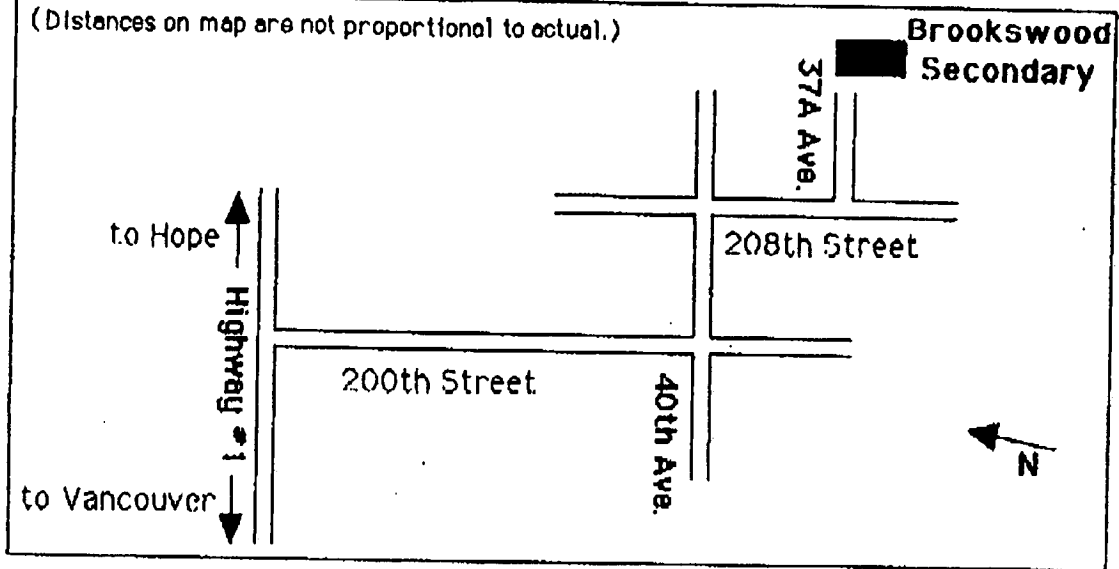 (Distances on map are not proportional to actual.)
Brookswood
Secondary
37A Ave.
to Hope
208th Street
Highway #1
200th Street
40th Ave.
N
to Vancouver